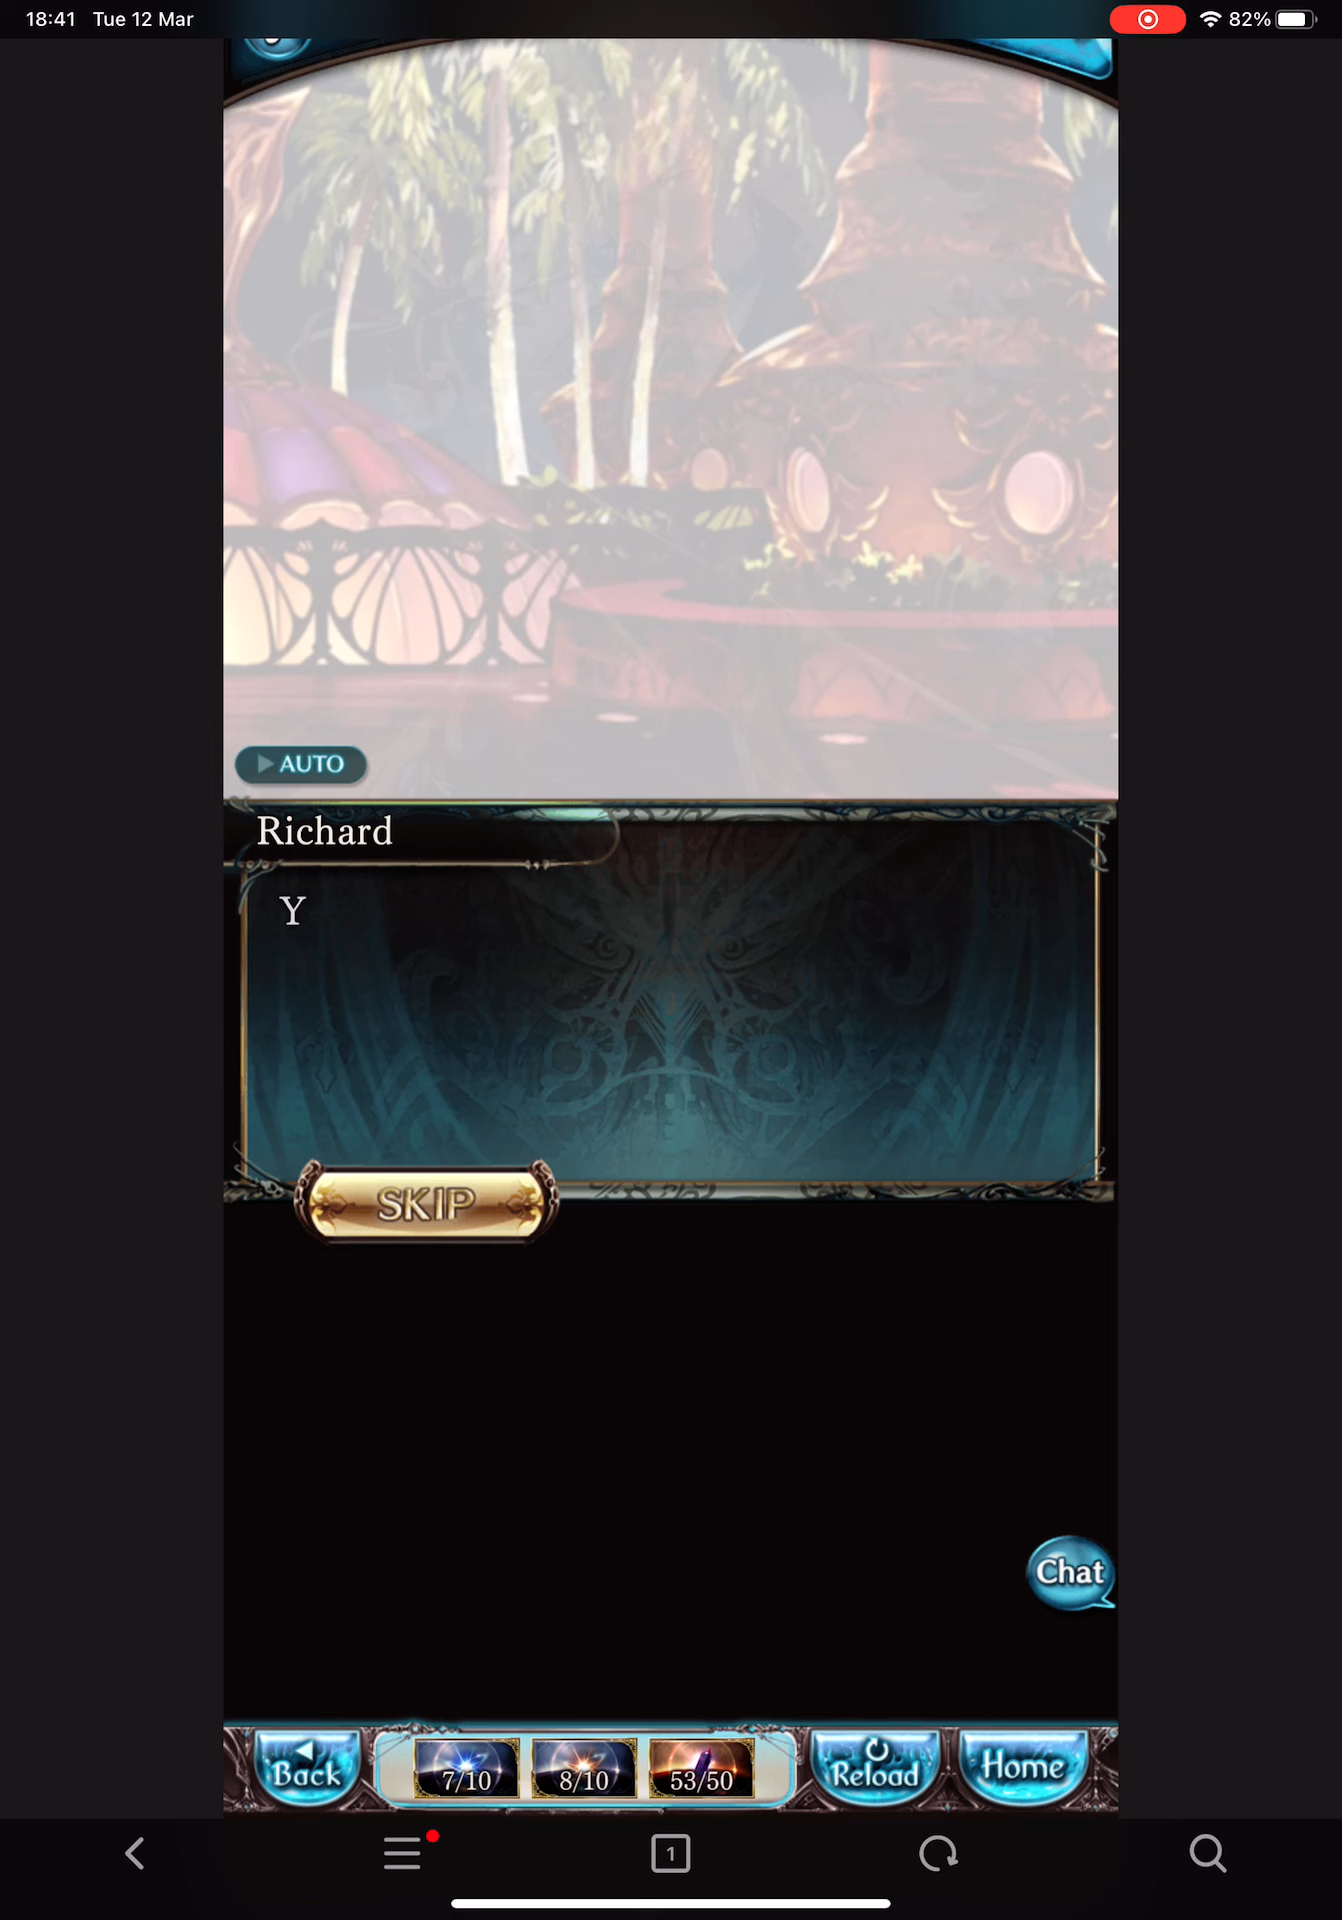 18:41 Tue 12 Mar
82%
AUTO
Richard
Y
SKIP
Chat
Back
7/10
8/10
53/50
Reload
Home
1